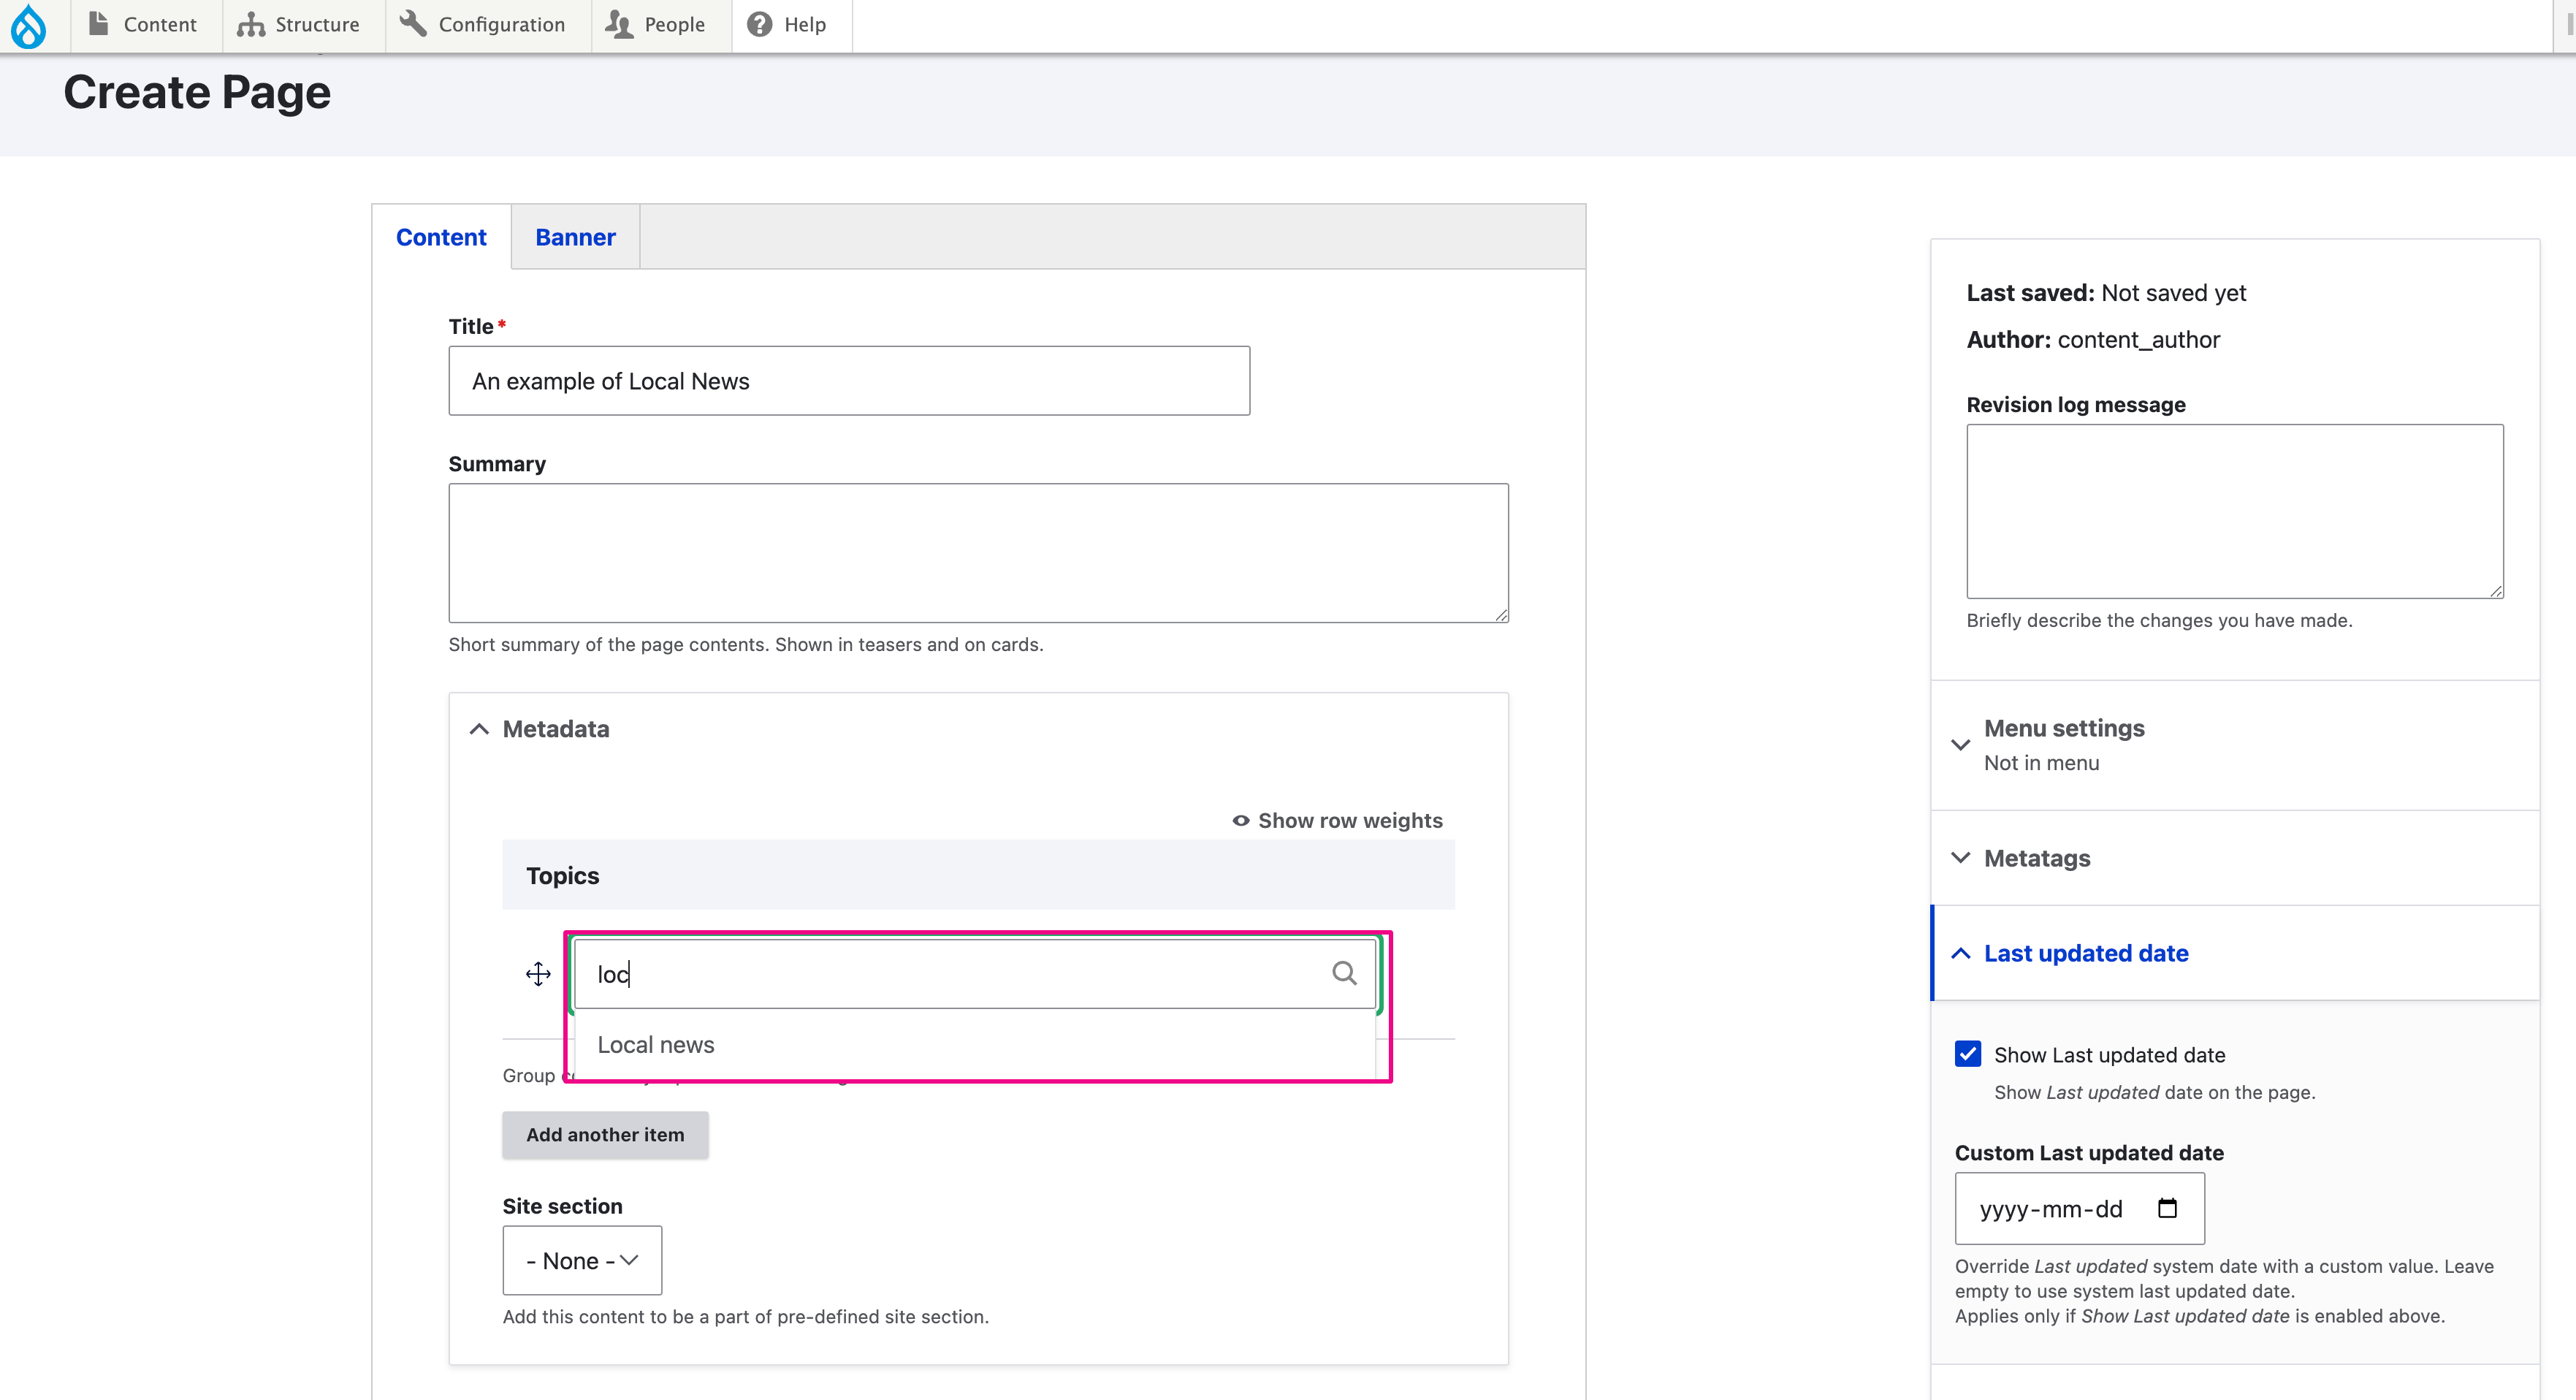 Content
Structure
Configuration
People
Help
Create Page
Content
Banner
Title*
An example of Local News
Summary
Short summary of the page contents. Shown in teasers and on cards.
Metadata
Show row weights
Topics
loc
Local news
Group
Add another item
Site section
- None -
Add this content to be a part of pre-defined site section.
Last saved: Not saved yet
Author: content_author
Revision log message
Briefly describe the changes you have made.
Menu settings
Not in menu
Metatags
Last updated date
Show Last updated date
Show Last updated date on the page.
Custom Last updated date
yyyy-mm-dd
Override Last updated system date with a custom value. Leave
empty to use system last updated date.
Applies only if Show Last updated date is enabled above.